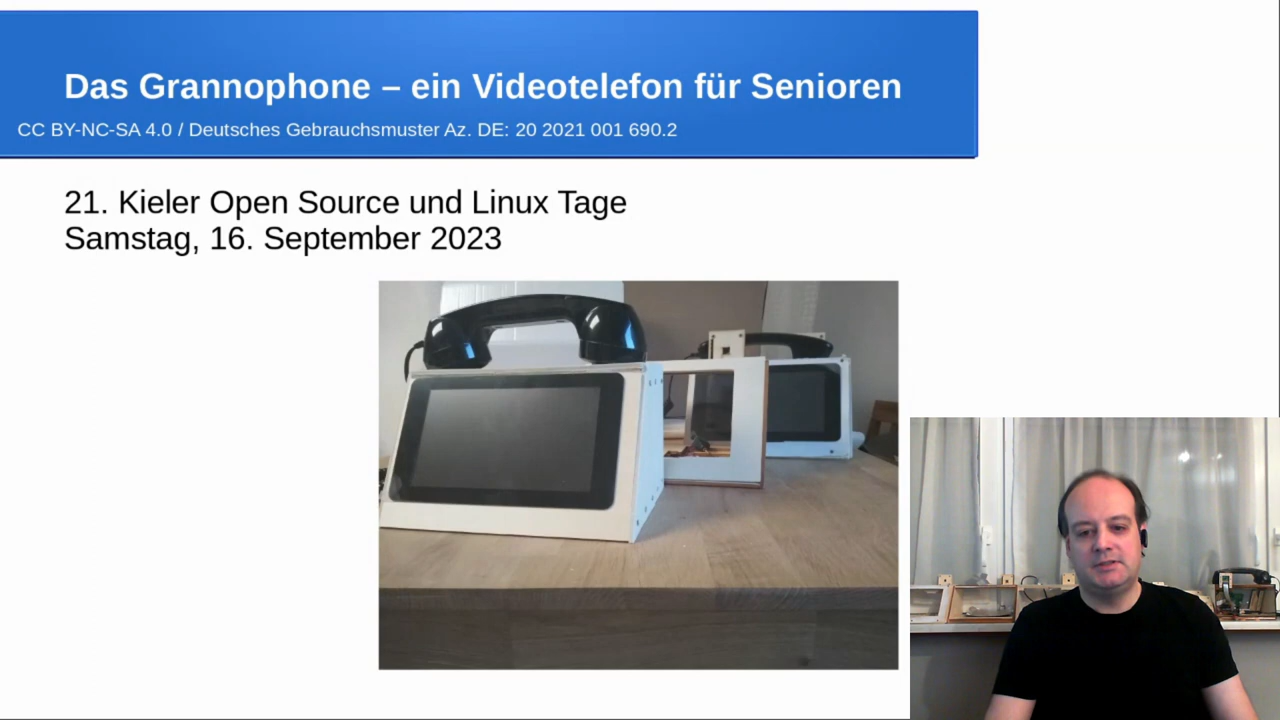 Das Grannophone – ein Videotelefon für Senioren
CC BY-NC-SA 4.0 / Deutsches Gebrauchsmuster Az. DE: 20 2021 001 690.2
21. Kieler Open Source und Linux Tage
Samstag, 16. September 2023